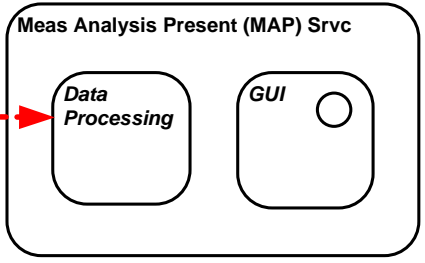 Meas Analysis Present (MAP) Srvc
Data
Processing
GUI